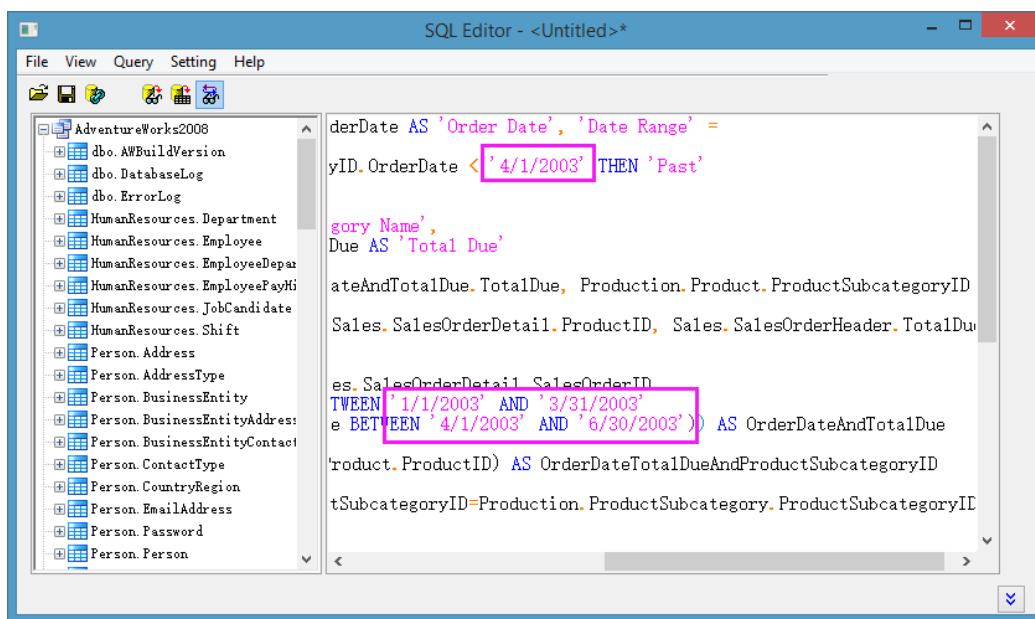 SQL Editor - <Untitled>*
File View Query Setting Help
AdventureWorks2008
dbo.AWBuildVersion
dbo.DatabaseLog
dbo.ErrorLog
HumanResources.Department
HumanResources.Employee
HumanResources.EmployeeDepar
HumanResources.EmployeePayHi
HumanResources.JobCandidate
HumanResources.Shift
Person.Address
Person.AddressType
Person.BusinessEntity
Person.BusinessEntityAddress
Person.BusinessEntityContact
Person.ContactType
Person.CountryRegion
Person.EmailAddress
Person.Password
Person.Person
derDate AS 'Order Date', 'Date Range' =
yID.OrderDate < '4/1/2003' THEN 'Past'
gory Name',
Due AS 'Total Due'
ateAndTotalDue.TotalDue, Production.Product.ProductSubcategoryID
Sales.SalesOrderDetail.ProductID, Sales.SalesOrderHeader.TotalDu
es.SalesOrderDetail.SalesOrderID
TWEEN '1/1/2003' AND '3/31/2003'
e BETWEEN '4/1/2003' AND '6/30/2003')) AS OrderDateAndTotalDue
roduct.ProductID) AS OrderDateTotalDueAndProductSubcategoryID
tSubcategoryID=Production.ProductSubcategory.ProductSubcategoryID